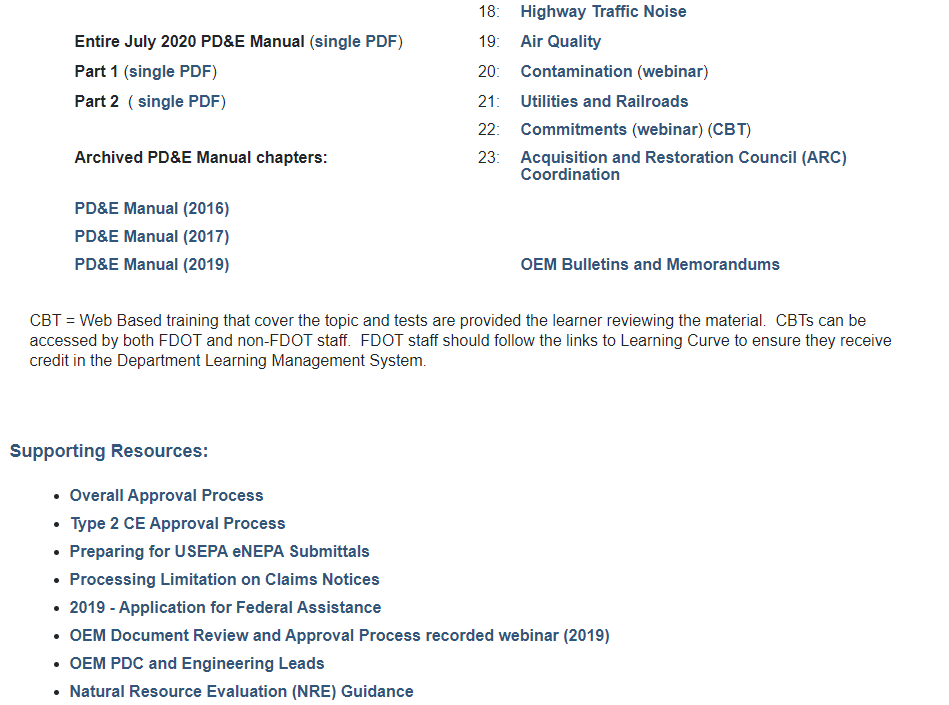 18: Highway Traffic Noise
Entire July 2020 PD&E Manual (single PDF)
19: Air Quality
Part 1 (single PDF)
20: Contamination (webinar)
Part 2 ( single PDF)
21: Utilities and Railroads
22: Commitments (webinar) (CBT)
Archived PD&E Manual chapters:
23: Acquisition and Restoration Council (ARC)
Coordination
PD&E Manual (2016)
PD&E Manual (2017)
PD&E Manual (2019)
OEM Bulletins and Memorandums
CBT = Web Based training that cover the topic and tests are provided the learner reviewing the material. CBTs can be
accessed by both FDOT and non-FDOT staff. FDOT staff should follow the links to Learning Curve to ensure they receive
credit in the Department Learning Management System.
Supporting Resources:
• Overall Approval Process
• Type 2 CE Approval Process
• Preparing for USEPA eNEPA Submittals
• Processing Limitation on Claims Notices
• 2019 - Application for Federal Assistance
• OEM Document Review and Approval Process recorded webinar (2019)
• OEM PDC and Engineering Leads
• Natural Resource Evaluation (NRE) Guidance